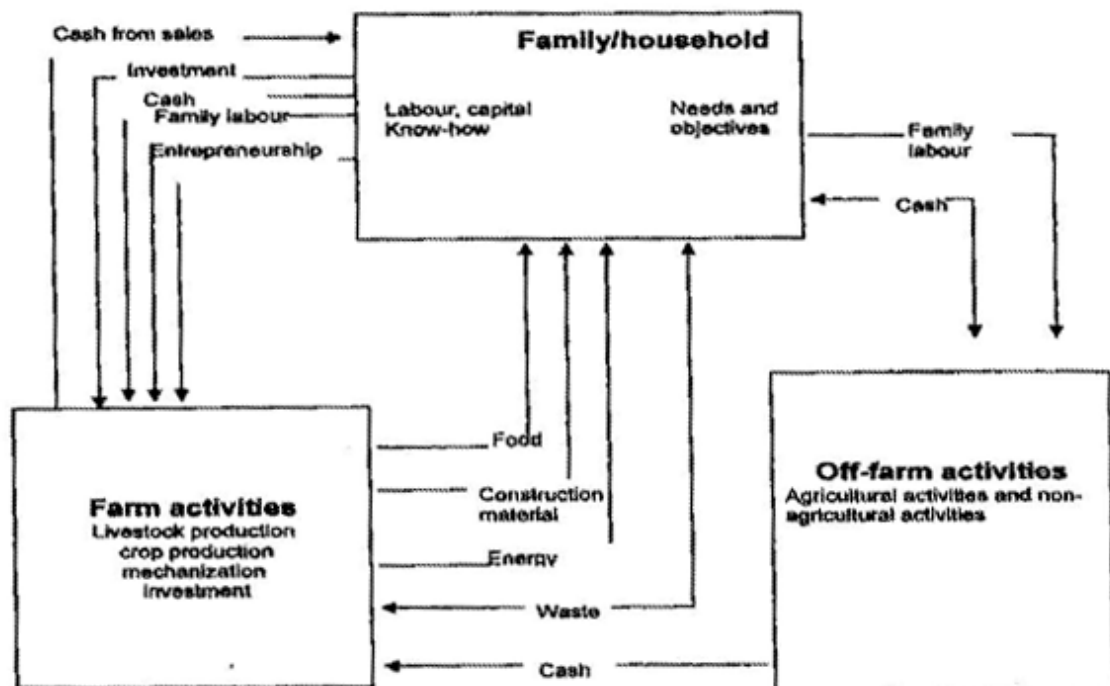 Cash from sales
Family/household
Investment
Cash
Family labour
Entrepreneurship
Labour, capital
Know-how
Needs and
objectives
Family
labour
Cash
Food
Construction
material
Energy
Waste
Cash
Farm activities
Livestock production
crop production
mechanization
Investment
Off-farm activities
Agricultural activities and non-
agricultural activities